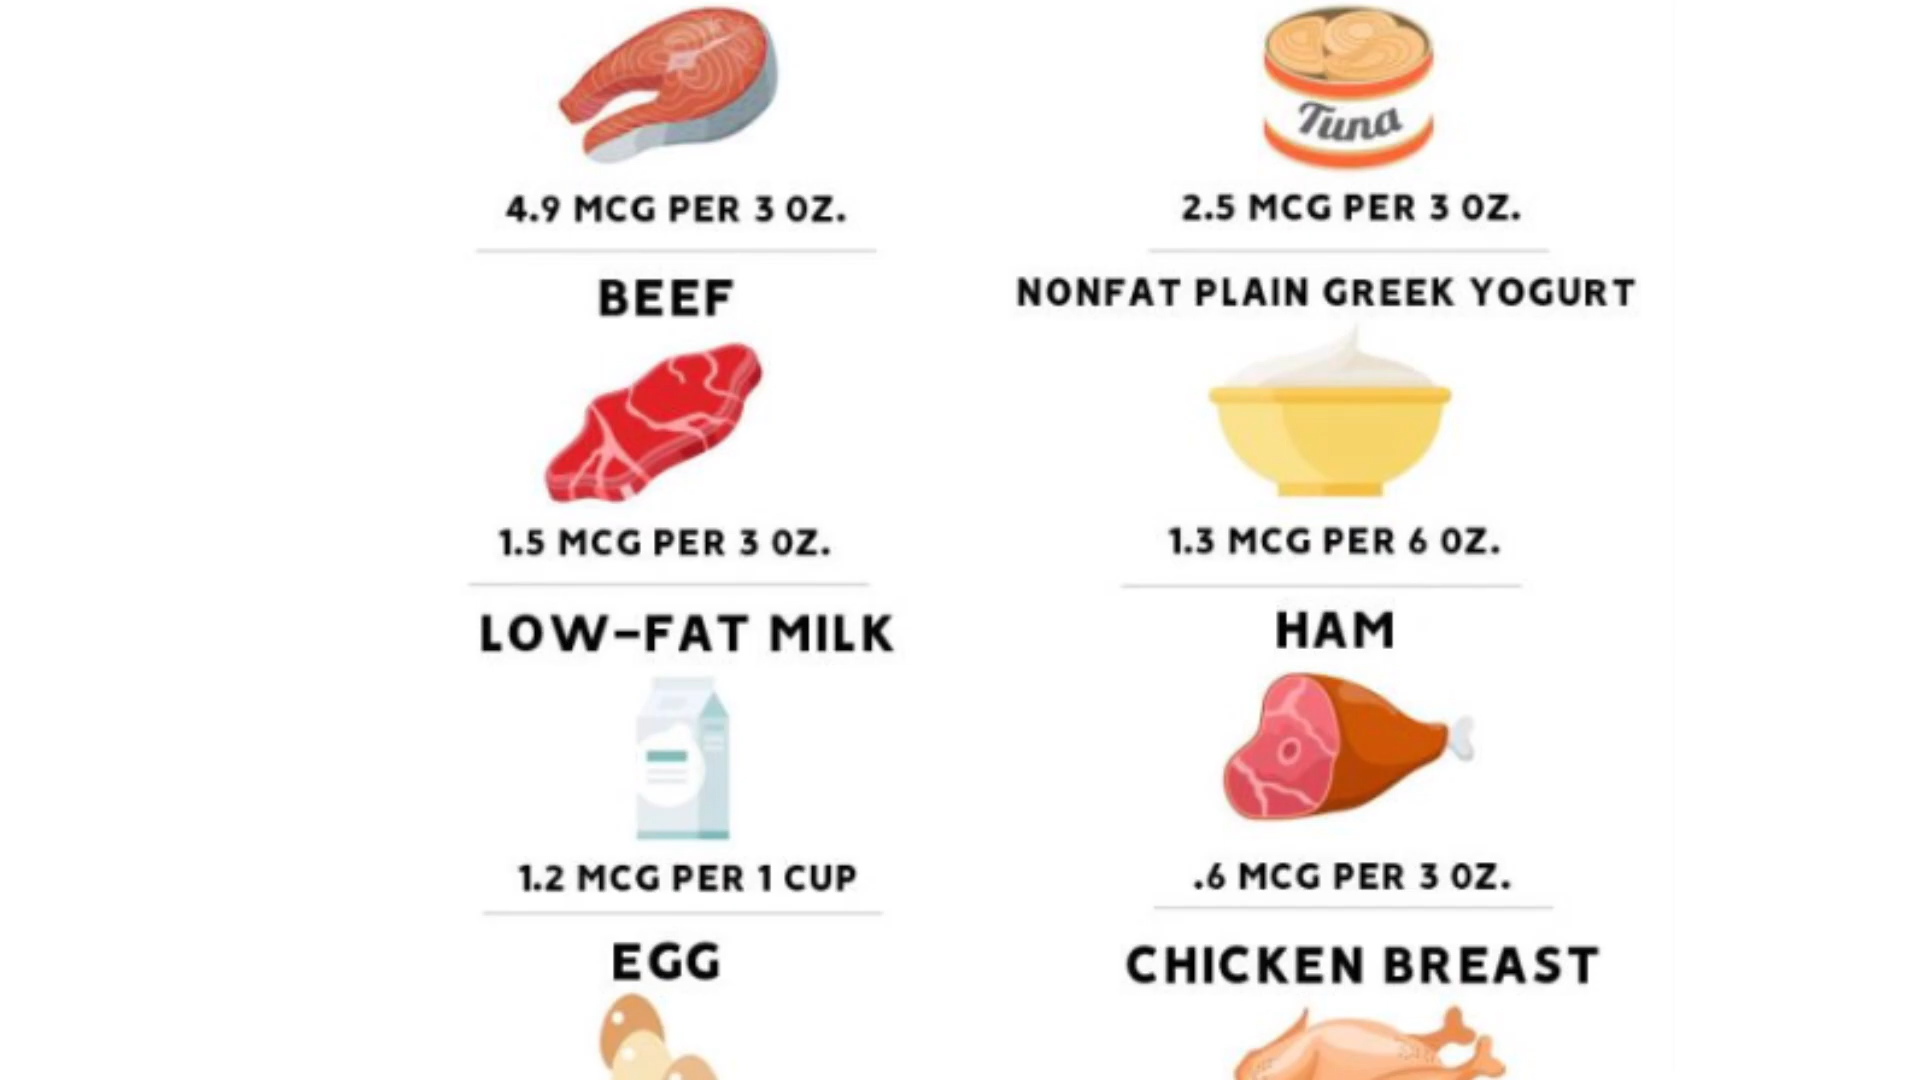 Tuna
4.9 MCG PER 3 OZ.
2.5 MCG PER 3 OZ.
BEEF
NONFAT PLAIN GREEK YOGURT
1.5 MCG PER 3 OZ.
1.3 MCG PER 6 OZ.
LOW-FAT MILK
HAM
1.2 MCG PER 1 CUP
.6 MCG PER 3 OZ.
EGG
CHICKEN BREAST